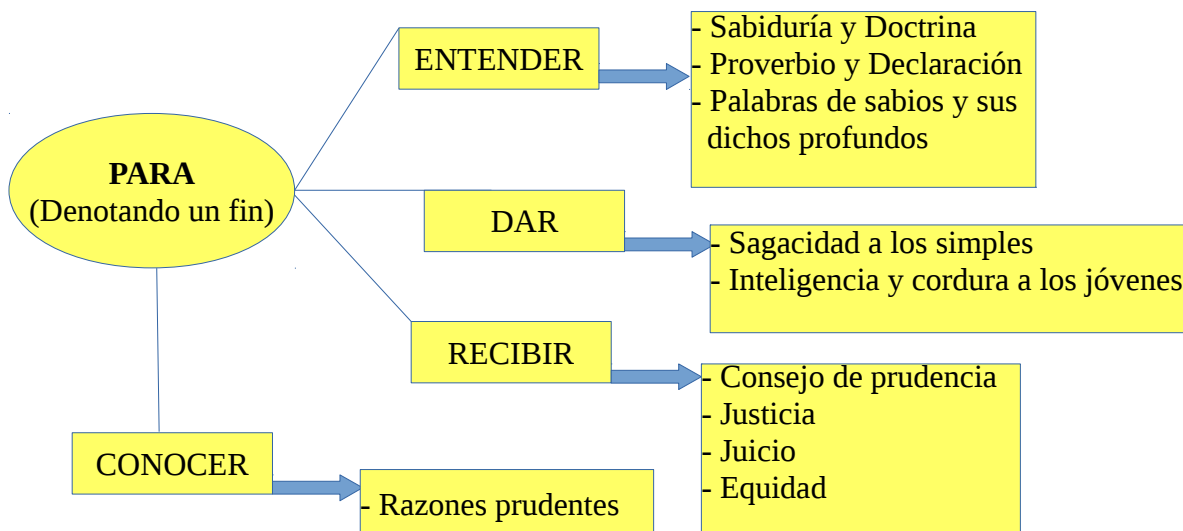 PARA
(Denotando un fin)
ENTENDER
- Sabiduría y Doctrina
- Proverbio y Declaración
- Palabras de sabios y sus
dichos profundos
DAR
- Sagacidad a los simples
- Inteligencia y cordura a los jóvenes
RECIBIR
- Consejo de prudencia
- Justicia
- Juicio
- Equidad
CONOCER
- Razones prudentes